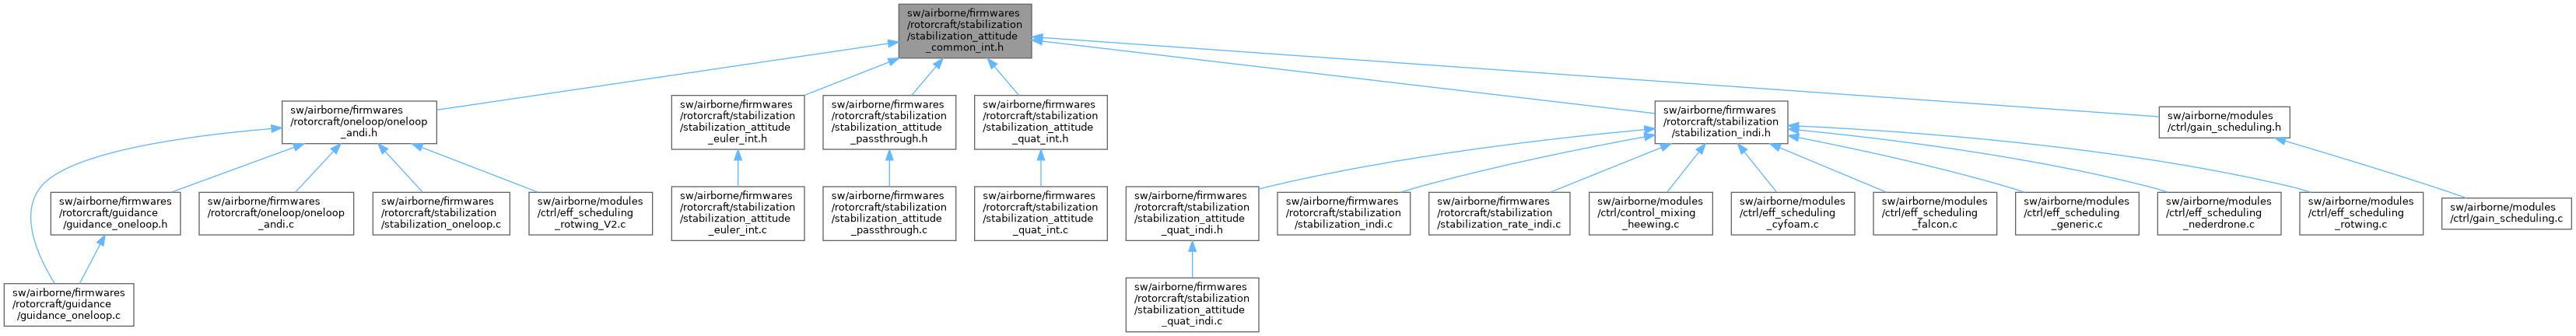 sw/airborne/firmwares
/rotorcraft/stabilization
/stabilization_attitude
_common_int.h
sw/airborne/firmwares
/rotorcraft/oneloop/oneloop
_andi.h
sw/airborne/firmwares
/rotorcraft/stabilization
/stabilization_attitude
_euler_int.h
sw/airborne/firmwares
/rotorcraft/stabilization
/stabilization_attitude
_passthrough.h
sw/airborne/firmwares
/rotorcraft/stabilization
/stabilization_attitude
_quat_int.h
sw/airborne/firmwares
/rotorcraft/stabilization
/stabilization_indi.h
sw/airborne/modules
/ctrl/gain_scheduling.h
sw/airborne/firmwares
/rotorcraft/guidance
/guidance_oneloop.h
sw/airborne/firmwares
/rotorcraft/oneloop/oneloop
_andi.c
sw/airborne/firmwares
/rotorcraft/stabilization
/stabilization_oneloop.c
sw/airborne/modules
/ctrl/eff_scheduling
_rotwing_V2.c
sw/airborne/firmwares
/rotorcraft/stabilization
/stabilization_attitude
_euler_int.c
sw/airborne/firmwares
/rotorcraft/stabilization
/stabilization_attitude
_passthrough.c
sw/airborne/firmwares
/rotorcraft/stabilization
/stabilization_attitude
_quat_int.c
sw/airborne/firmwares
/rotorcraft/stabilization
/stabilization_attitude
_quat_indi.h
sw/airborne/firmwares
/rotorcraft/stabilization
/stabilization_indi.c
sw/airborne/firmwares
/rotorcraft/stabilization
/stabilization_rate_indi.c
sw/airborne/modules
/ctrl/control_mixing
_heewing.c
sw/airborne/modules
/ctrl/eff_scheduling
_cyfoam.c
sw/airborne/modules
/ctrl/eff_scheduling
_falcon.c
sw/airborne/modules
/ctrl/eff_scheduling
_generic.c
sw/airborne/modules
/ctrl/eff_scheduling
_nederdrone.c
sw/airborne/modules
/ctrl/eff_scheduling
_rotwing.c
sw/airborne/modules
/ctrl/gain_scheduling.c
sw/airborne/firmwares
/rotorcraft/guidance
/guidance_oneloop.c
sw/airborne/firmwares
/rotorcraft/stabilization
/stabilization_attitude
_quat_indi.c